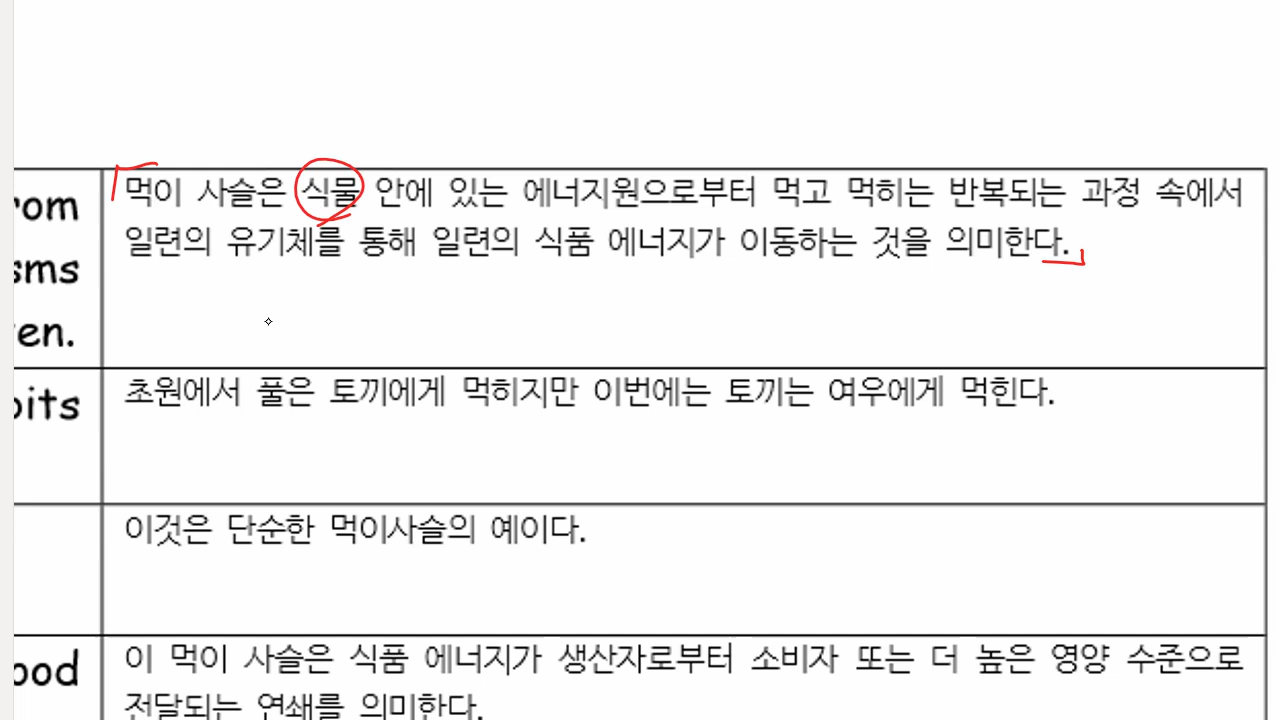 먹이 사슬은 식물 안에 있는 에너지원으로부터 먹고 먹히는 반복되는 과정 속에서
일련의 유기체를 통해 일련의 식품 에너지가 이동하는 것을 의미한다.
en.
초원에서 풀은 토끼에게 먹히지만 이번에는 토끼는 여우에게 먹힌다.
이것은 단순한 먹이사슬의 예이다.
이 먹이 사슬은 식품 에너지가 생산자로부터 소비자 또는 더 높은 영양 수준으로
전달되는 연쇄를 의미한다.